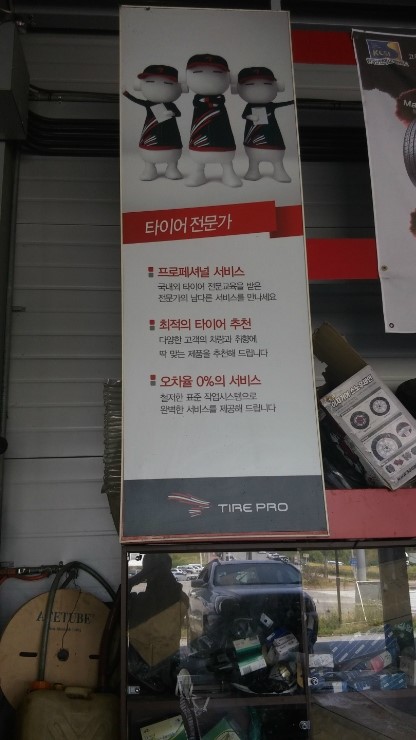 타이어 전문가
프로페셔널 서비스
국내외 타이어 전문교육을 받은
전문가의 남다른 서비스를 만나세요
최적의 타이어 추천
다양한 고객의 차량과 취향에
딱 맞는 제품을 추천해 드립니다
오차율 0%의 서비스
철저한 표준 작업시스템으로
완벽한 서비스를 제공해 드립니다
TIRE PRO
Ma